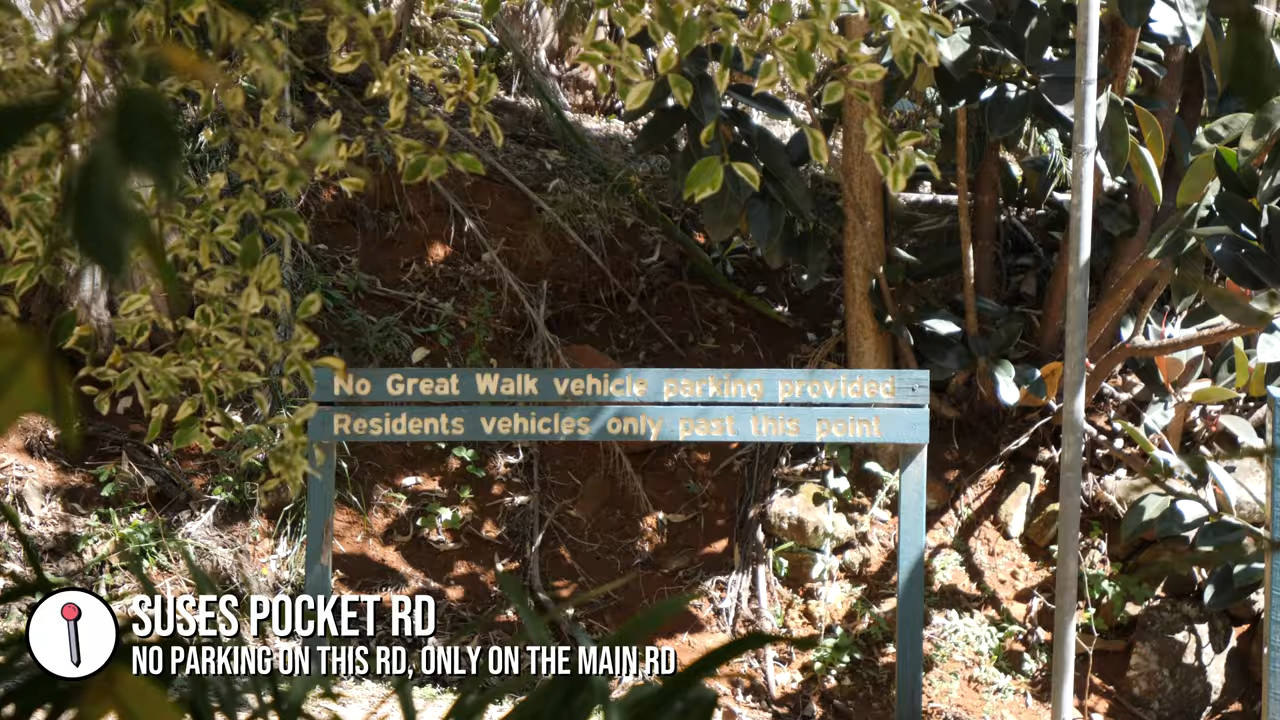 No Great Walk vehicle parking provided
Residents vehicles only past this point
SUSES POCKET RD
NO PARKING ON THIS RD, ONLY ON THE MAIN RD